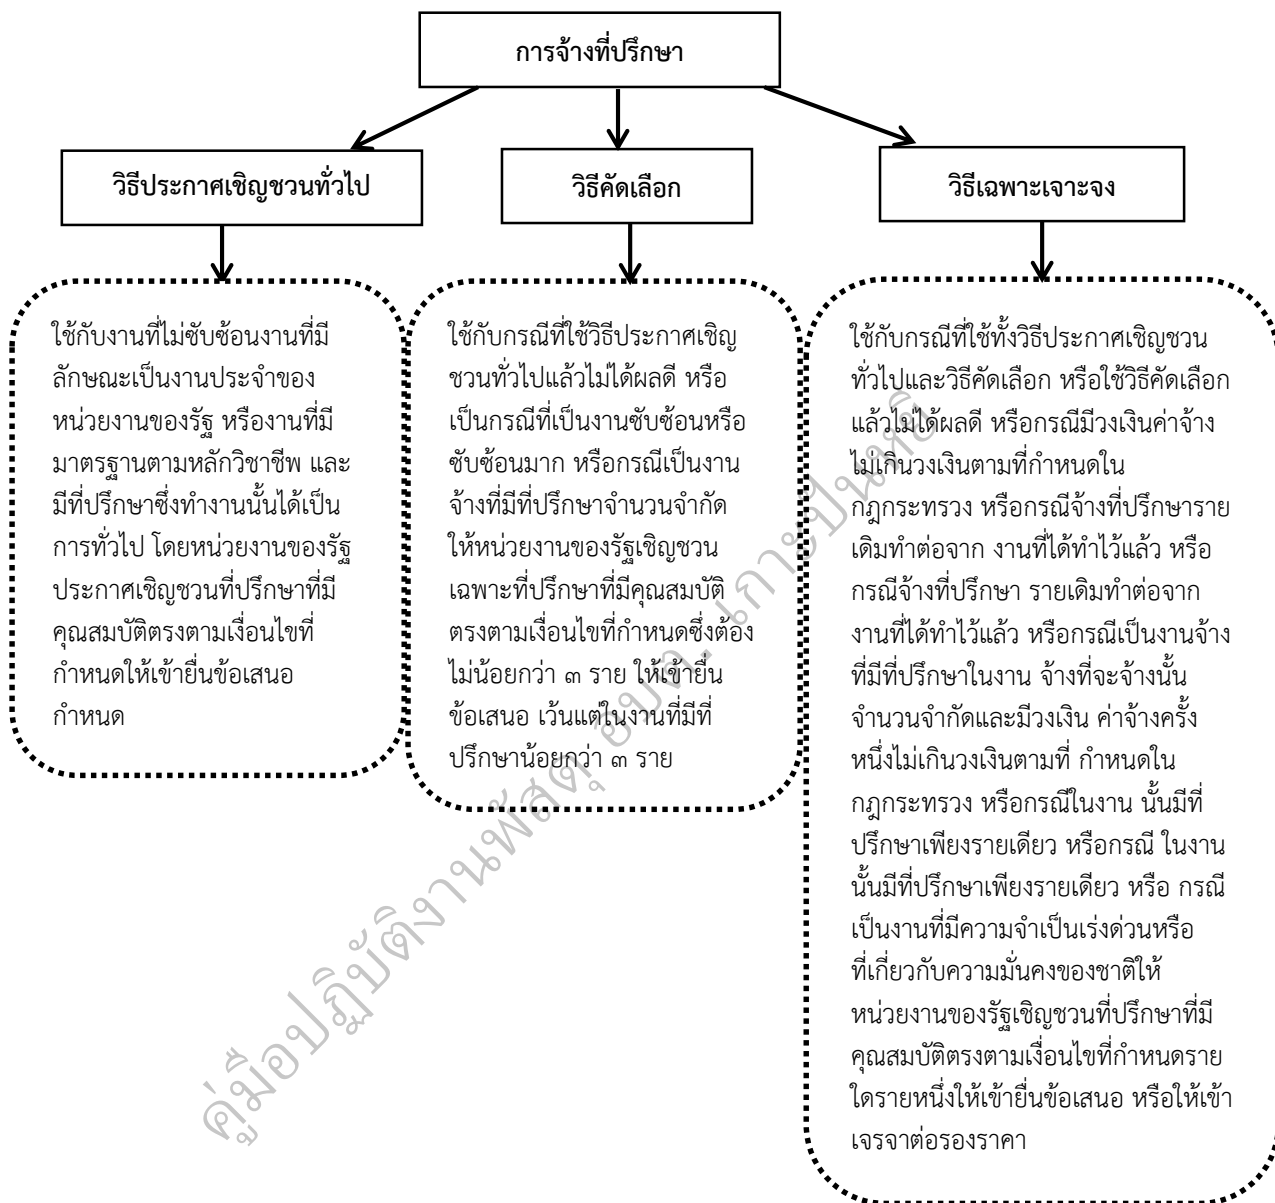 การจ้างที่ปรึกษา
วิธีประกาศเชิญชวนทั่วไป
วิธีคัดเลือก
วิธีเฉพาะเจาะจง
ใช้กับงานที่ไม่ซับซ้อนงานที่มี
ลักษณะเป็นงานประจำของ
หน่วยงานของรัฐ หรืองานที่มี
มาตรฐานตามหลักวิชาชีพ และ
มีที่ปรึกษาซึ่งทำงานนั้นได้เป็น
การทั่วไป โดยหน่วยงานของรัฐ
ประกาศเชิญชวนที่ปรึกษาที่มี
คุณสมบัติตรงตามเงื่อนไขที่
กำหนดให้เข้ายื่นข้อเสนอ
กำหนด
ใช้กับกรณีที่ใช้วิธีประกาศเชิญ
ชวนทั่วไปแล้วไม่ได้ผลดี หรือ
เป็นกรณีที่เป็นงานซับซ้อนหรือ
ซับซ้อนมาก หรือกรณีเป็นงาน
จ้างที่มีที่ปรึกษาจำนวนจำกัด
ให้หน่วยงานของรัฐเชิญชวน
เฉพาะที่ปรึกษาที่มีคุณสมบัติ
ตรงตามเงื่อนไขที่กำหนดซึ่งต้อง
ไม่น้อยกว่า ๓ ราย ให้เข้ายื่น
ข้อเสนอ เว้นแต่ในงานที่มีที่
ปรึกษาน้อยกว่า ๓ ราย
ใช้กับกรณีที่ใช้ทั้งวิธีประกาศเชิญชวน
ทั่วไปและวิธีคัดเลือก หรือใช้วิธีคัดเลือก
แล้วไม่ได้ผลดี หรือกรณีมีวงเงินค่าจ้าง
ไม่เกินวงเงินตามที่กำหนดใน
กฎกระทรวง หรือกรณีจ้างที่ปรึกษาราย
เดิมทำต่อจาก งานที่ได้ทำไว้แล้ว หรือ
กรณีจ้างที่ปรึกษา รายเดิมทำต่อจาก
งานที่ได้ทำไว้แล้ว หรือกรณีเป็นงานจ้าง
ที่มีที่ปรึกษาในงาน จ้างที่จะจ้างนั้น
จำนวนจำกัดและมีวงเงิน ค่าจ้างครั้ง
หนึ่งไม่เกินวงเงินตามที่ กำหนดใน
กฎกระทรวง หรือกรณีในงาน นั้นมีที่
ปรึกษาเพียงรายเดียว หรือกรณี ในงาน
นั้นมีที่ปรึกษาเพียงรายเดียว หรือ กรณี
เป็นงานที่มีความจำเป็นเร่งด่วนหรือ
ที่เกี่ยวกับความมั่นคงของชาติให้
หน่วยงานของรัฐเชิญชวนที่ปรึกษาที่มี
คุณสมบัติตรงตามเงื่อนไขที่กำหนดราย
ใดรายหนึ่งให้เข้ายื่นข้อเสนอ หรือให้เข้า
เจรจาต่อรองราคา
คู่มือปฏิบัติงานพัสดุ อบต. เกาะปันหยี